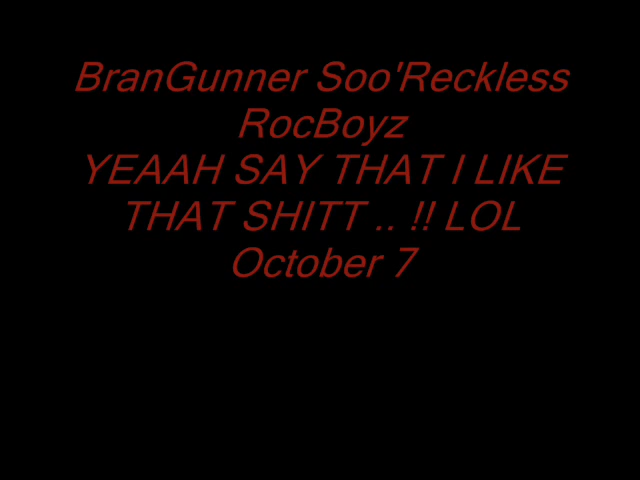 BranGunner Soo'Reckless
RocBoyz
YEAAH SAY THAT I LIKE
THAT SHITT .. !! LOL
October 7